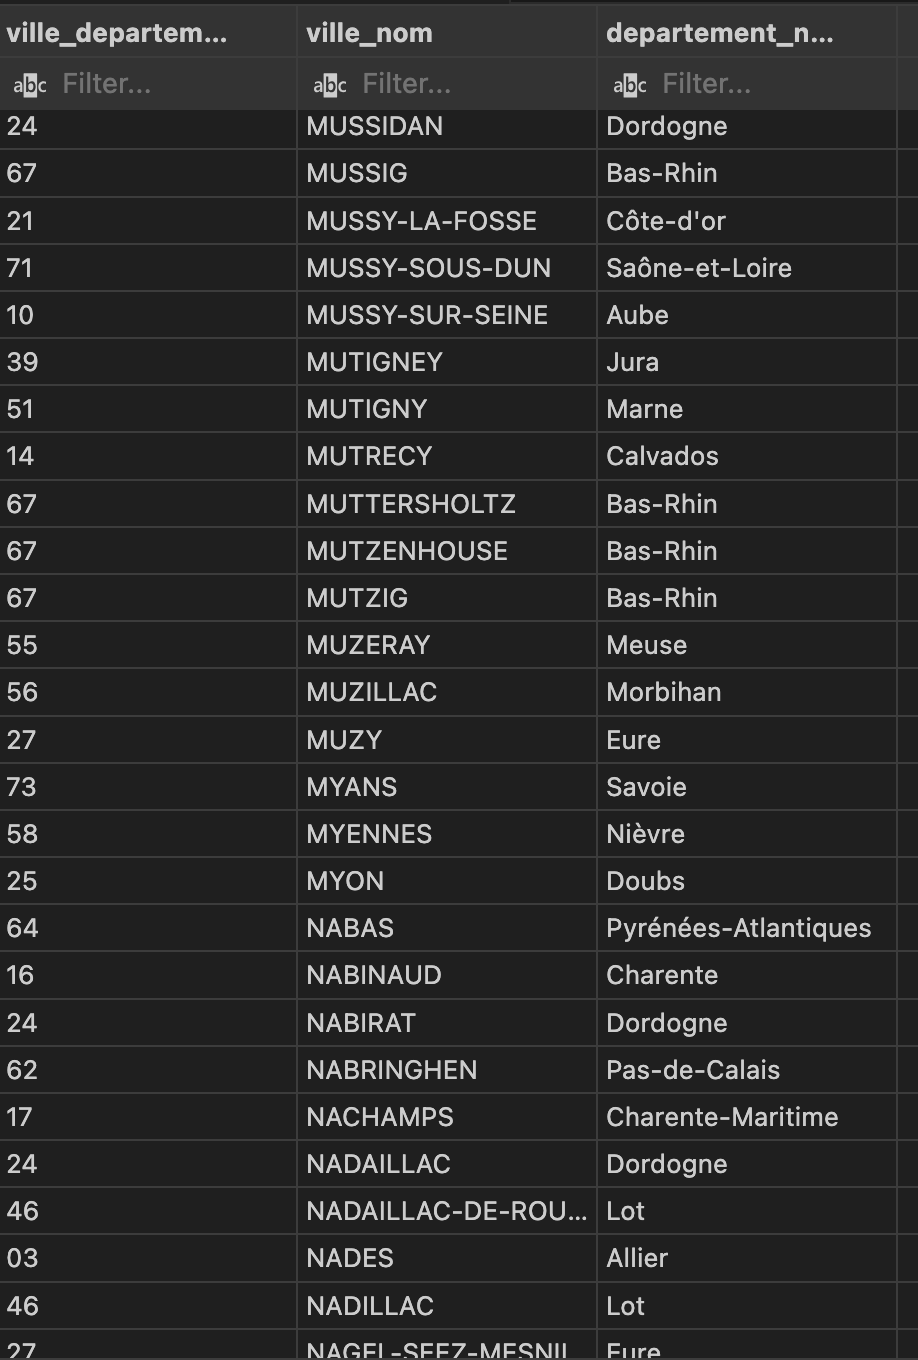 ville_departem... ville_nom departement_n...
abc Filter... abc Filter... abc Filter...
24 MUSSIDAN Dordogne
67 MUSSIG Bas-Rhin
21 MUSSY-LA-FOSSE Côte-d'or
71 MUSSY-SOUS-DUN Saône-et-Loire
10 MUSSY-SUR-SEINE Aube
39 MUTIGNEY Jura
51 MUTIGNY Marne
14 MUTRECY Calvados
67 MUTTERSHOLTZ Bas-Rhin
67 MUTZENHOUSE Bas-Rhin
67 MUTZIG Bas-Rhin
55 MUZERAY Meuse
56 MUZILLAC Morbihan
27 MUZY Eure
73 MYANS Savoie
58 MYENNES Nièvre
25 MYON Doubs
64 NABAS Pyrénées-Atlantiques
16 NABINAUD Charente
24 NABIRAT Dordogne
62 NABRINGHEN Pas-de-Calais
17 NACHAMPS Charente-Maritime
24 NADAILLAC Dordogne
46 NADAILLAC-DE-ROU... Lot
03 NADES Allier
46 NADILLAC Lot
27 NAGEL-SEEZ-MESNIL Eure